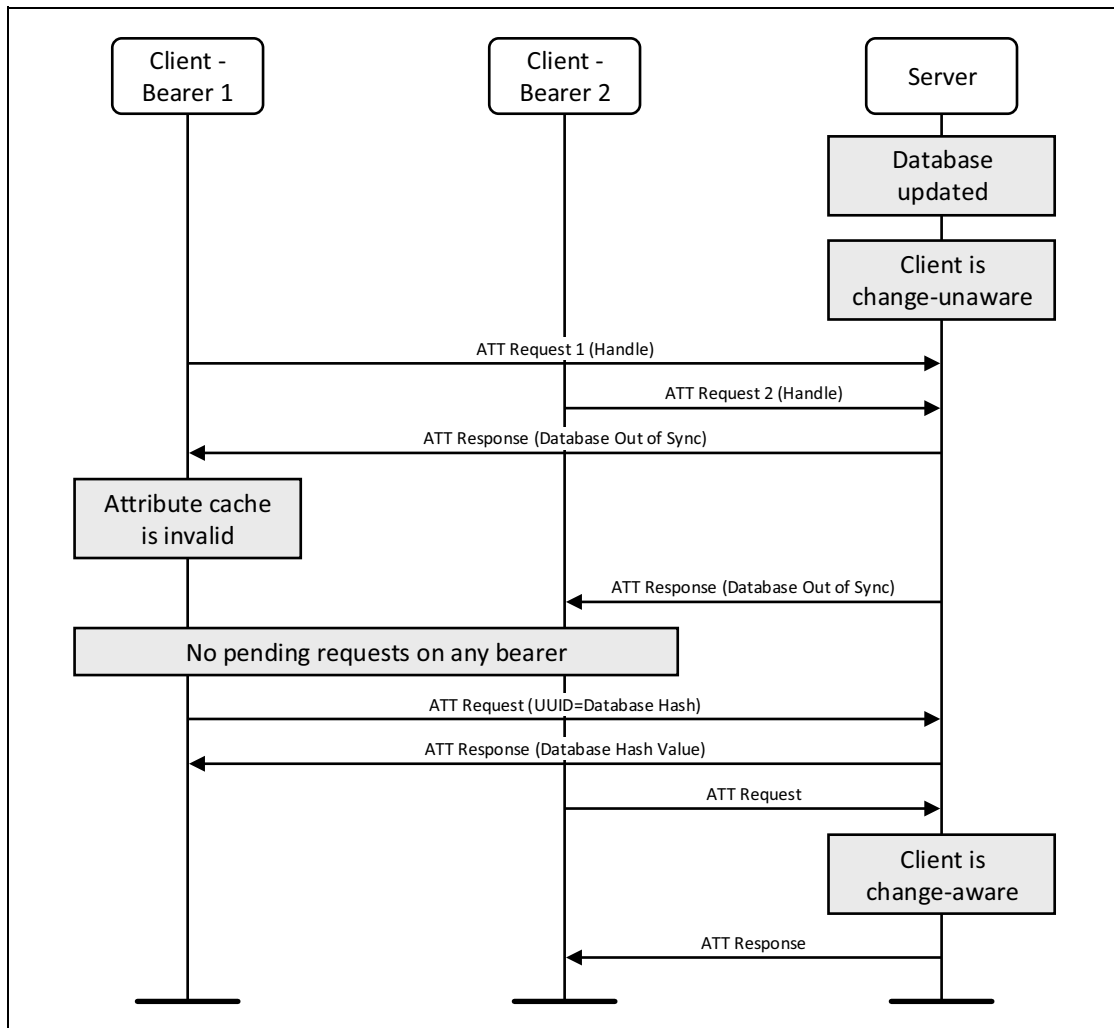 Client -
Bearer 1
Client -
Bearer 2
Server
Database
updated
Client is
change-unaware
ATT Request 1 (Handle)
ATT Request 2 (Handle)
ATT Response (Database Out of Sync)
Attribute cache
is invalid
ATT Response (Database Out of Sync)
No pending requests on any bearer
ATT Request (UUID=Database Hash)
ATT Response (Database Hash Value)
ATT Request
Client is
change-aware
ATT Response